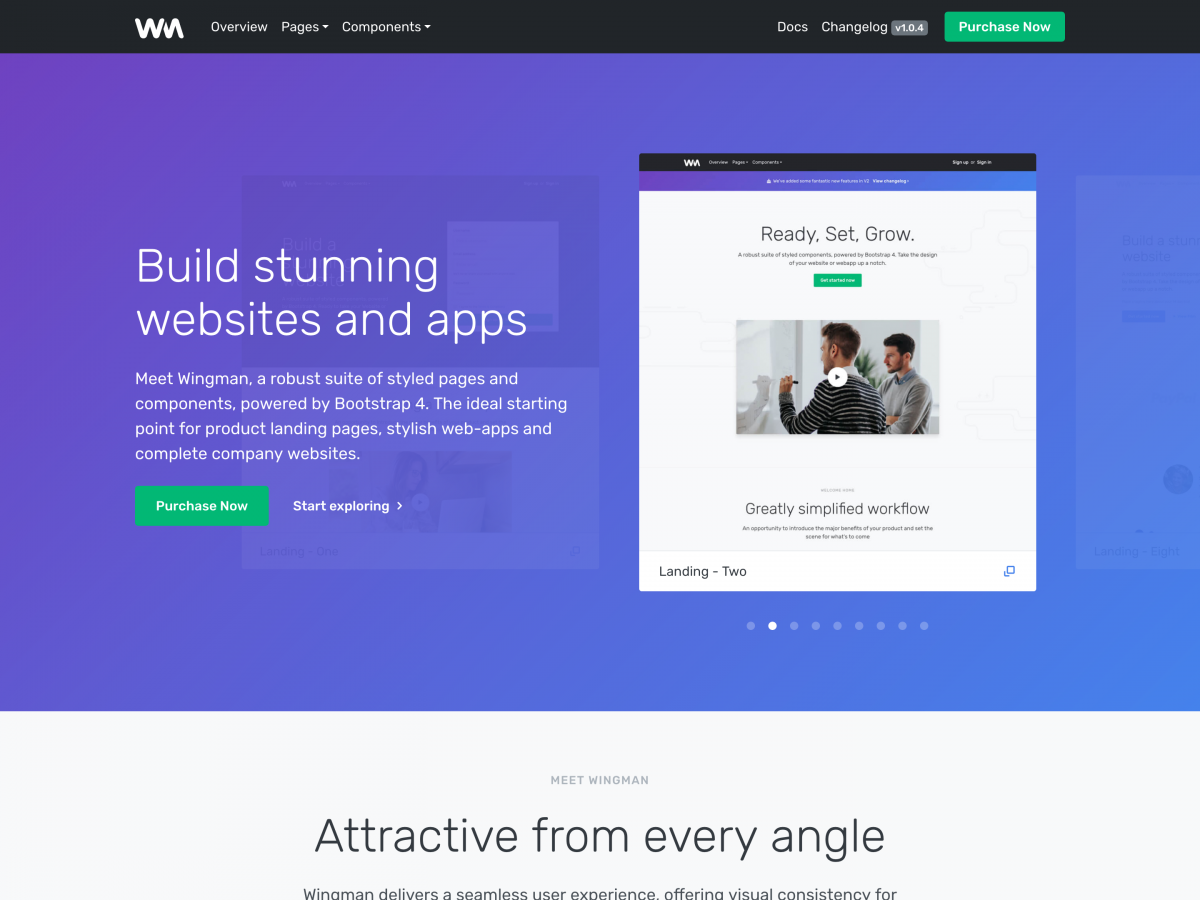 WM
Overview Pages Components
Docs Changelog v1.0.4 Purchase Now
Build stunning
websites and apps
Meet Wingman, a robust suite of styled pages and
components, powered by Bootstrap 4. The ideal starting
point for product landing pages, stylish web-apps and
complete company websites.
Purchase Now
Start exploring
Build a
Landing - One
WM Overview Pages Components Sign up or Sign in
We've added some fantastic new features in V2 View changelog
Ready, Set, Grow.
A robust suite of styled components, powered by Bootstrap 4. Take the design
of your website or webapp up a notch.
Get started now
WELCOME HOME
Greatly simplified workflow
An opportunity to introduce the major benefits of your product and set the
scene for what's to come
Landing - Two
Build a stun
website
Landing - Eight
MEET WINGMAN
Attractive from every angle
Wingman delivers a seamless user experience, offering visual consistency for